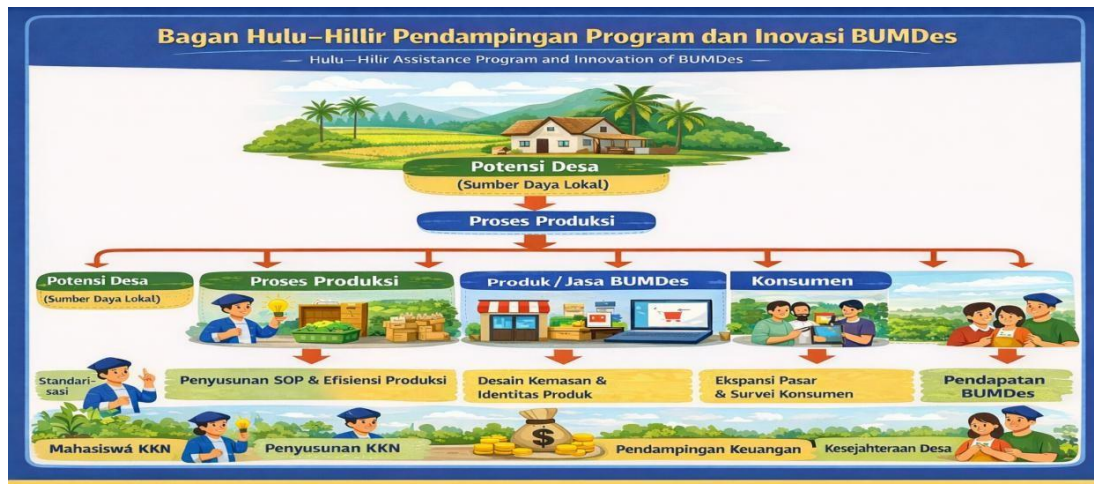 Bagan Hulu–Hillir Pendampingan Program dan Inovasi BUMDes
Hulu–Hilir Assistance Program and Innovation of BUMDes
Potensi Desa
(Sumber Daya Lokal)
Proses Produksi
Potensi Desa
(Sumber Daya Lokal)
Proses Produksi
Produk / Jasa BUMDes
Konsumen
Standari-
sasi
Penyusunan SOP & Efisiensi Produksi
Desain Kemasan &
Identitas Produk
Ekspansi Pasar
& Survei Konsumen
Pendapatan
BUMDes
Mahasiswá KKN
Penyusunan KKN
$
Pendampingan Keuangan
Kesejahteraan Desa